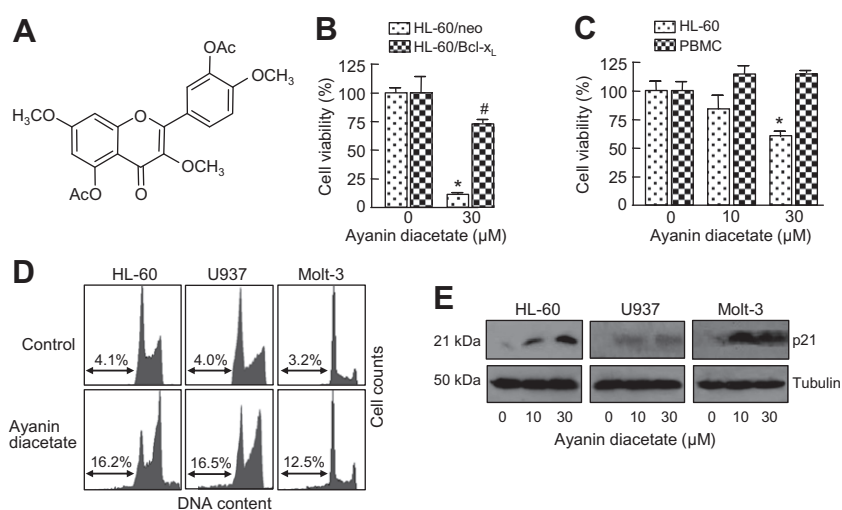 A
OAc
OCH3
H3CO
O
OCH3
AcO
O
B
HL-60/neo
HL-60/Bcl-xL
Cell viability (%)
125
100
75
50
25
0
#
*
0 30
Ayanin diacetate (μM)
C
HL-60
PBMC
Cell viability (%)
125
100
75
50
25
0
*
0 10 30
Ayanin diacetate (μM)
D
HL-60 U937 Molt-3
Control
4.1% 4.0% 3.2%
Ayanin
diacetate
16.2% 16.5% 12.5%
Cell counts
DNA content
E
HL-60 U937 Molt-3
21 kDa p21
50 kDa Tubulin
0 10 30 0 10 30 0 10 30
Ayanin diacetate (μM)